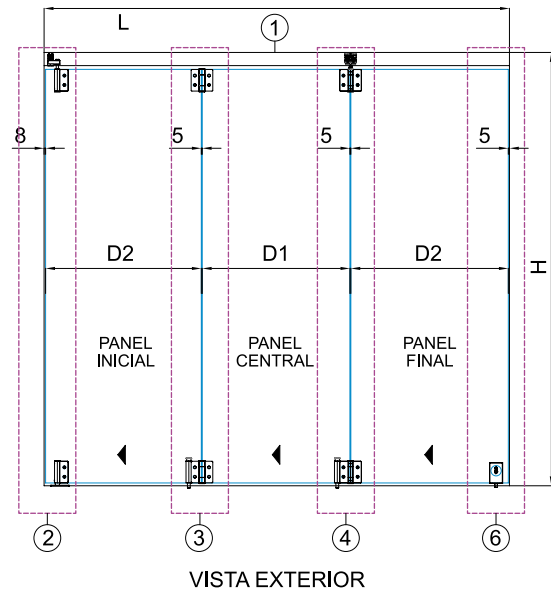 L
1
8
5
5
5
D2
D1
D2
H
PANEL
INICIAL
PANEL
CENTRAL
PANEL
FINAL
2
3
4
6
VISTA EXTERIOR